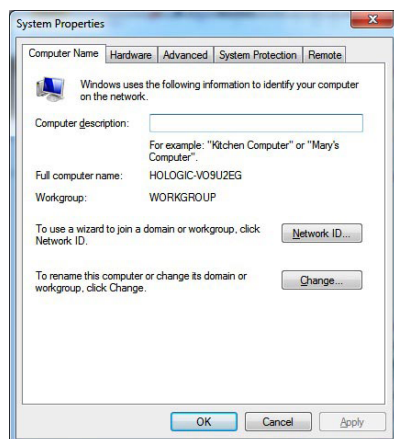 System Properties
Computer Name Hardware Advanced System Protection Remote
Windows uses the following information to identify your computer
on the network.
Computer description:
For example: "Kitchen Computer" or "Mary's
Computer".
Full computer name: HOLOGIC-VO9U2EG
Workgroup: WORKGROUP
To use a wizard to join a domain or workgroup, click
Network ID.
Network ID...
To rename this computer or change its domain or
workgroup, click Change.
Change...
OK Cancel Apply